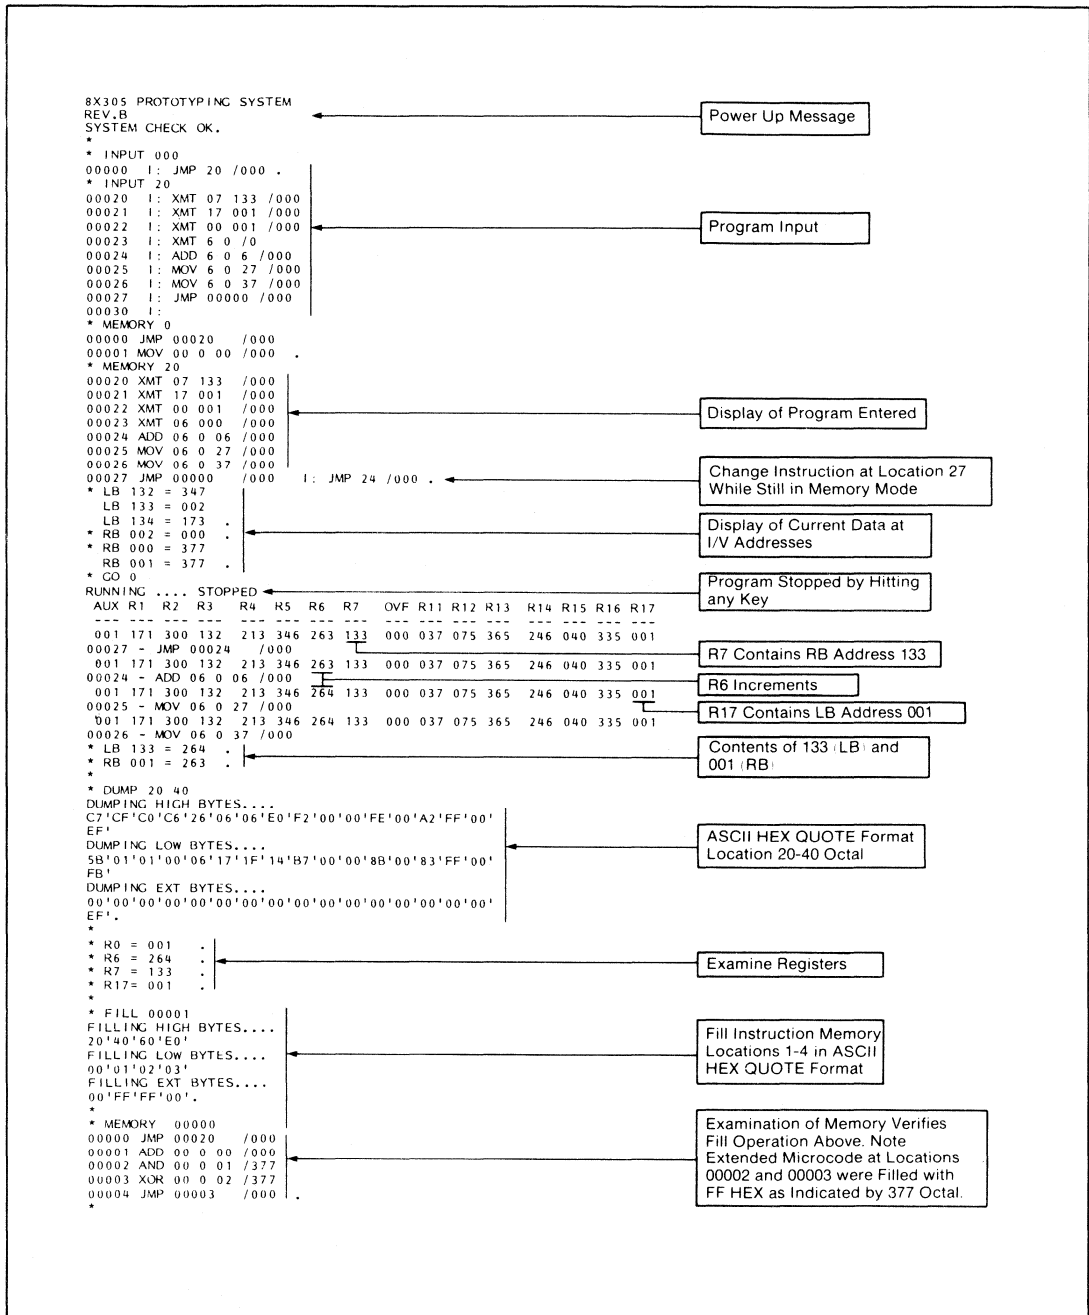 8X305 PROTOTYPING SYSTEM
REV.B
SYSTEM CHECK OK.
Power Up Message
*
* INPUT 000
00000 I: JMP 20 /000 .
* INPUT 20
00020 I: XMT 07 133 /000
00021 I: XMT 17 001 /000
00022 I: XMT 00 001 /000
00023 I: XMT 6 0 /0
00024 I: ADD 6 0 6 /000
00025 I: MOV 6 0 27 /000
00026 I: MOV 6 0 37 /000
00027 I: JMP 00000 /000
00030 I:
Program Input
* MEMORY 0
00000 JMP 00020 /000
00001 MOV 00 0 00 /000 .
* MEMORY 20
00020 XMT 07 133 /000
00021 XMT 17 001 /000
00022 XMT 00 001 /000
00023 XMT 06 000 /000
00024 ADD 06 0 06 /000
00025 MOV 06 0 27 /000
00026 MOV 06 0 37 /000
Display of Program Entered
00027 JMP 00000 /000 I: JMP 24 /000 .
Change Instruction at Location 27
While Still in Memory Mode
* LB 132 = 347
LB 133 = 002
LB 134 = 173 .
* RB 002 = 000 .
* RB 000 = 377
RB 001 = 377 .
Display of Current Data at
I/V Addresses
* GO 0
RUNNING .... STOPPED
Program Stopped by Hitting
any Key
AUX R1 R2 R3 R4 R5 R6 R7 OVF R11 R12 R13 R14 R15 R16 R17
--- --- --- --- --- --- --- --- --- --- --- --- --- --- --- ---
001 171 300 132 213 346 263 133 000 037 075 365 246 040 335 001
00027 - JMP 00024 /000
R7 Contains RB Address 133
001 171 300 132 213 346 263 133 000 037 075 365 246 040 335 001
00024 - ADD 06 0 06 /000
R6 Increments
001 171 300 132 213 346 264 133 000 037 075 365 246 040 335 001
00025 - MOV 06 0 27 /000
R17 Contains LB Address 001
001 171 300 132 213 346 264 133 000 037 075 365 246 040 335 001
00026 - MOV 06 0 37 /000
* LB 133 = 264 .
* RB 001 = 263 .
Contents of 133 (LB) and
001 (RB)
*
* DUMP 20 40
DUMPING HIGH BYTES....
C7'CF'C0'C6'26'06'06'E0'F2'00'00'FE'00'A2'FF'00'
EF'
DUMPING LOW BYTES....
5B'01'01'00'06'17'1F'14'B7'00'00'8B'00'83'FF'00'
FB'
DUMPING EXT BYTES....
00'00'00'00'00'00'00'00'00'00'00'00'00'00'00'00'
EF'.
ASCII HEX QUOTE Format
Location 20-40 Octal
*
* R0 = 001 .
* R6 = 264 .
* R7 = 133 .
* R17= 001 .
Examine Registers
*
* FILL 00001
FILLING HIGH BYTES....
20'40'60'E0'
FILLING LOW BYTES....
00'01'02'03'
FILLING EXT BYTES....
00'FF'FF'00'.
Fill Instruction Memory
Locations 1-4 in ASCII
HEX QUOTE Format
*
* MEMORY 00000
00000 JMP 00020 /000
00001 ADD 00 0 00 /000
00002 AND 00 0 01 /377
00003 XOR 00 0 02 /377
00004 JMP 00003 /000 .
*
Examination of Memory Verifies
Fill Operation Above. Note
Extended Microcode at Locations
00002 and 00003 were Filled with
FF HEX as Indicated by 377 Octal.